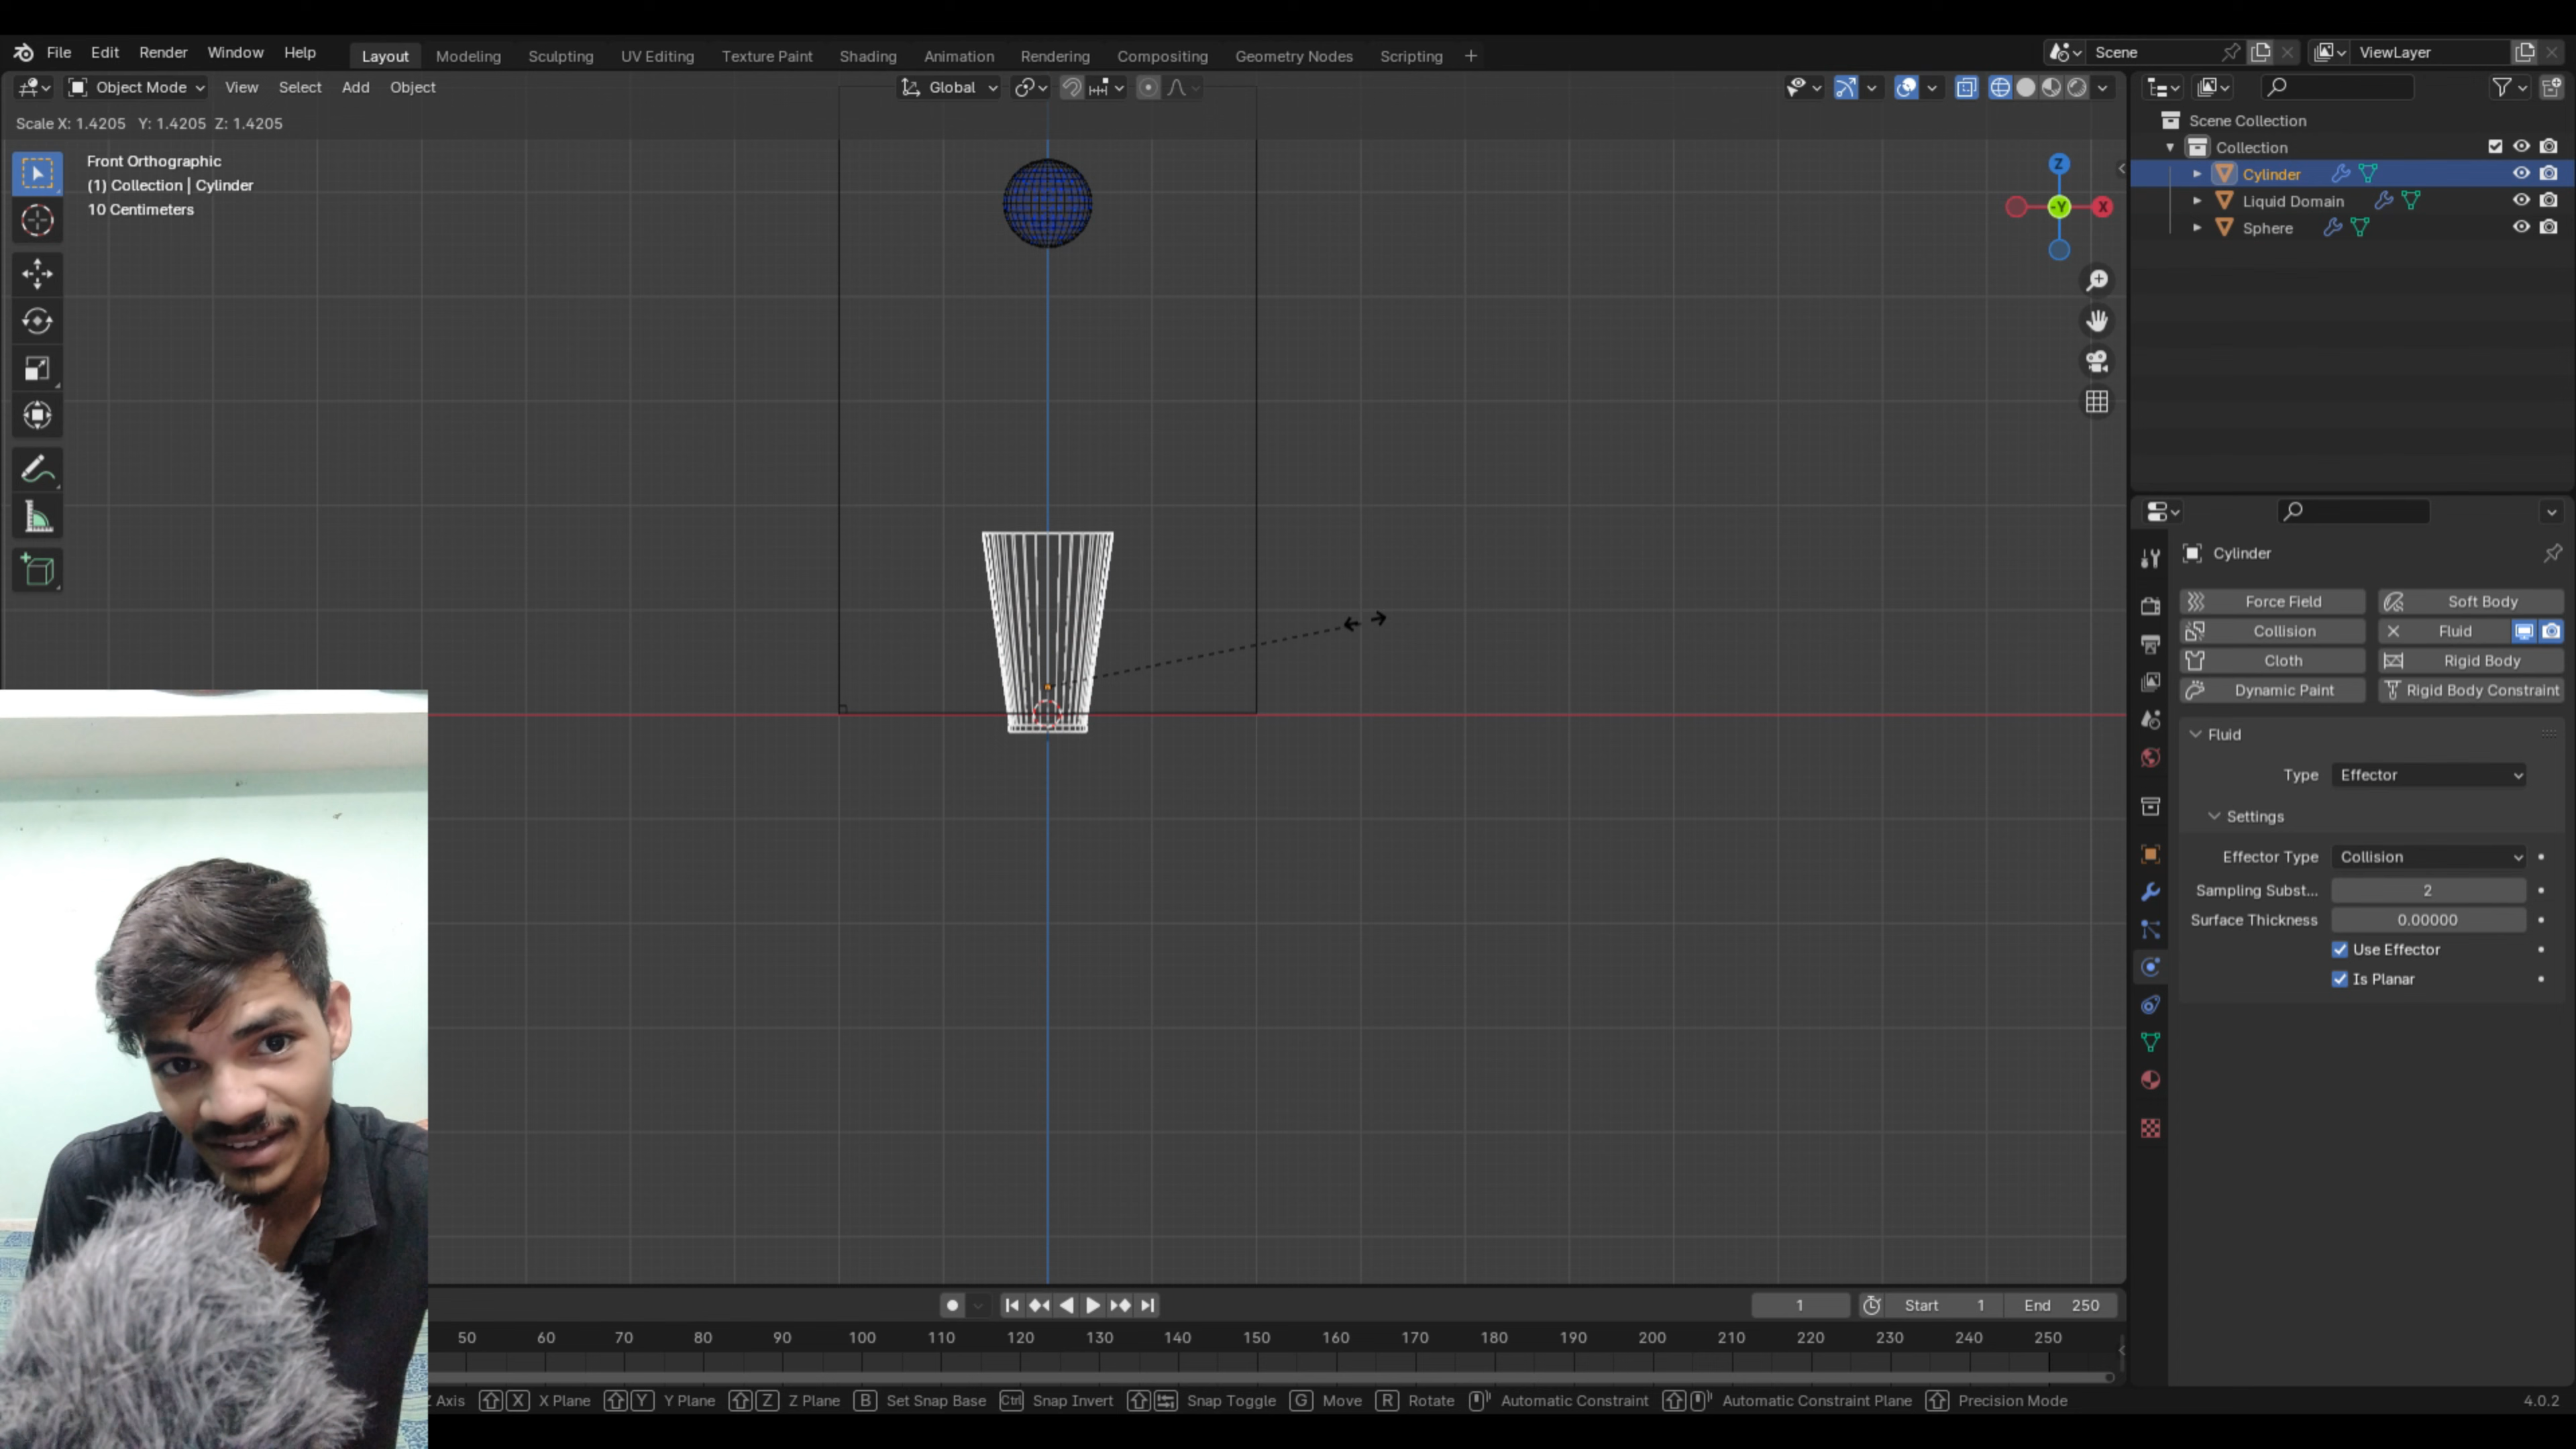 File Edit Render Window Help Layout Modeling Sculpting UV Editing Texture Paint Shading Animation Rendering Compositing Geometry Nodes Scripting + Scene ViewLayer
Object Mode View Select Add Object Global
Scale X: 1.4205 Y: 1.4205 Z: 1.4205
Front Orthographic
(1) Collection | Cylinder
10 Centimeters
Z
-Y
X
Scene Collection
Collection
Cylinder
Liquid Domain
Sphere
Cylinder
Force Field Soft Body
Collision Fluid
Cloth Rigid Body
Dynamic Paint Rigid Body Constraint
Fluid
Type Effector
Settings
Effector Type Collision
Sampling Subst... 2
Surface Thickness 0.00000
Use Effector
Is Planar
1 Start 1 End 250
50 60 70 80 90 100 110 120 130 140 150 160 170 180 190 200 210 220 230 240 250
Z Axis X X Plane Y Y Plane Z Z Plane B Set Snap Base Ctrl Snap Invert Snap Toggle G Move R Rotate Automatic Constraint Automatic Constraint Plane Precision Mode 4.0.2